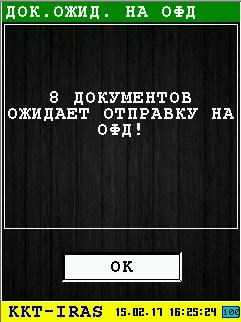 ДОК.ОЖИД. НА ОФД
8 ДОКУМЕНТОВ
ОЖИДАЕТ ОТПРАВКУ НА
ОФД!
ОК
KKT-IRAS 15.02.17 16:25:24 100